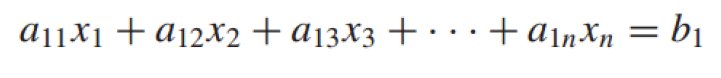 a₁₁x₁ + a₁₂x₂ + a₁₃x₃ + · · · + a₁ₙxₙ = b₁